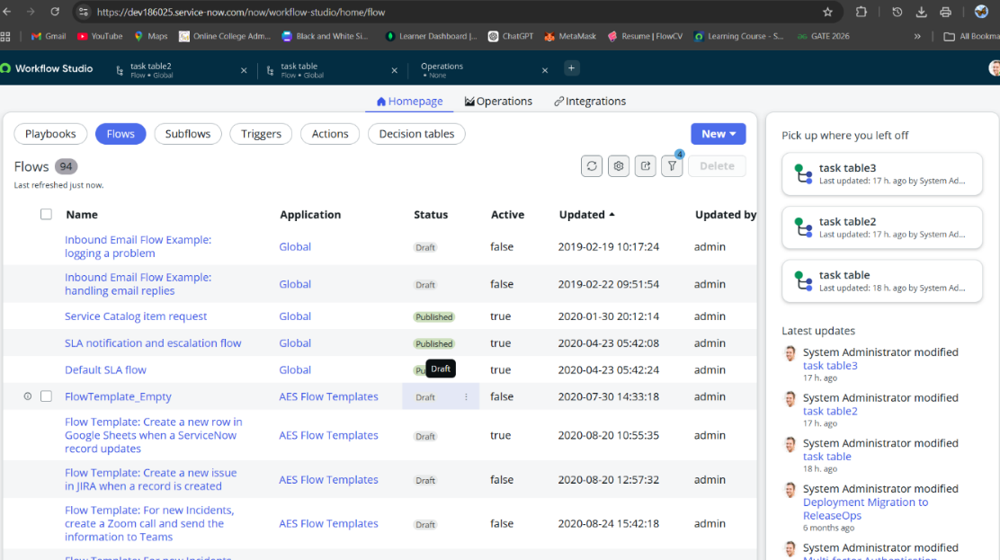 https://dev186025.service-now.com/now/workflow-studio/home/flow
Gmail YouTube Maps Online College Adm... Black and White Si... Learner Dashboard |... ChatGPT MetaMask Resume | FlowCV Learning Course - S... GATE 2026 » All Bookma
Workflow Studio
task table2
Flow • Global
task table
Flow • Global
Operations
• None
Homepage Operations Integrations
Playbooks Flows Subflows Triggers Actions Decision tables New
Flows 94
4
Delete
Last refreshed just now.
Name Application Status Active Updated Updated by
Inbound Email Flow Example:
logging a problem
Global Draft false 2019-02-19 10:17:24 admin
Inbound Email Flow Example:
handling email replies
Global Draft false 2019-02-22 09:51:54 admin
Service Catalog item request Global Published true 2020-01-30 20:12:14 admin
SLA notification and escalation flow Global Published true 2020-04-23 05:42:08 admin
Default SLA flow Global Pu true 2020-04-23 05:42:24 admin
Draft
FlowTemplate_Empty AES Flow Templates Draft false 2020-07-30 14:33:18 admin
Flow Template: Create a new row in
Google Sheets when a ServiceNow
record updates
AES Flow Templates Draft true 2020-08-20 10:55:35 admin
Flow Template: Create a new issue
in JIRA when a record is created
AES Flow Templates Draft false 2020-08-20 12:57:32 admin
Flow Template: For new Incidents,
create a Zoom call and send the
information to Teams
AES Flow Templates Draft false 2020-08-24 15:42:18 admin
Flow Template: For new Incidents
Pick up where you left off
task table3
Last updated: 17 h. ago by System Ad...
task table2
Last updated: 17 h. ago by System Ad...
task table
Last updated: 18 h. ago by System Ad...
Latest updates
System Administrator modified
task table3
17 h. ago
System Administrator modified
task table2
17 h. ago
System Administrator modified
task table
18 h. ago
System Administrator modified
Deployment Migration to
ReleaseOps
6 months ago
System Administrator modified
Multi-factor Authentication